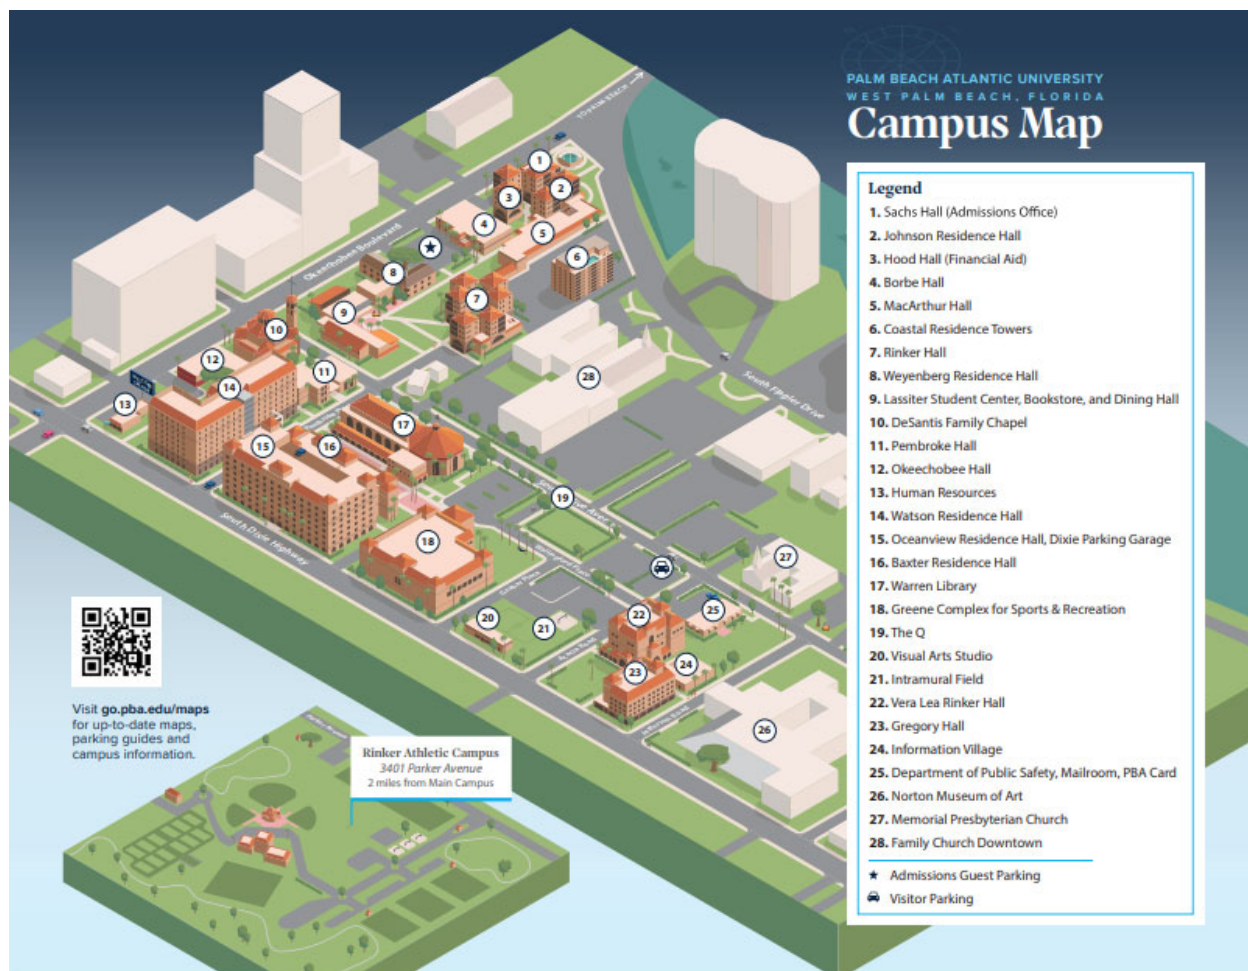 PALM BEACH ATLANTIC UNIVERSITY
WEST PALM BEACH, FLORIDA
Campus Map
Legend
1. Sachs Hall (Admissions Office)
2. Johnson Residence Hall
3. Hood Hall (Financial Aid)
4. Borbe Hall
5. MacArthur Hall
6. Coastal Residence Towers
7. Rinker Hall
8. Weyenberg Residence Hall
9. Lassiter Student Center, Bookstore, and Dining Hall
10. DeSantis Family Chapel
11. Pembroke Hall
12. Okeechobee Hall
13. Human Resources
14. Watson Residence Hall
15. Oceanview Residence Hall, Dixie Parking Garage
16. Baxter Residence Hall
17. Warren Library
18. Greene Complex for Sports & Recreation
19. The Q
20. Visual Arts Studio
21. Intramural Field
22. Vera Lea Rinker Hall
23. Gregory Hall
24. Information Village
25. Department of Public Safety, Mailroom, PBA Card
26. Norton Museum of Art
27. Memorial Presbyterian Church
28. Family Church Downtown
Admissions Guest Parking
Visitor Parking
TO PALM BEACH
Okeechobee Boulevard
South Flagler Drive
South Dixie Highway
1
2
3
4
5
6
7
8
9
10
11
12
13
14
15
16
17
18
19
20
21
22
23
24
25
26
27
28
Visit go.pba.edu/maps
for up-to-date maps,
parking guides and
campus information.
Rinker Athletic Campus
3401 Parker Avenue
2 miles from Main Campus